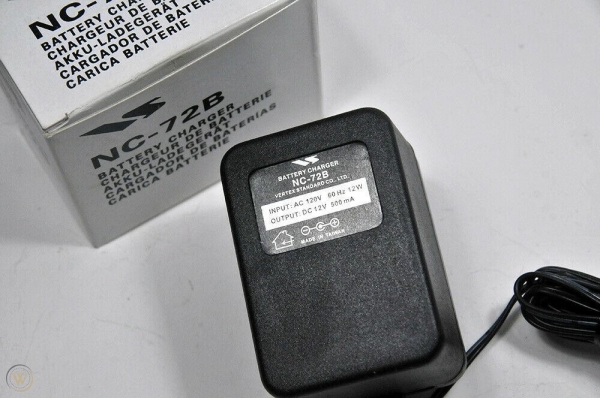 NC-72B
BATTERY CHARGER
CHARGEUR DE BATTERIE
AKKU-LADEGERÄT
CARGADOR DE BATERIAS
CARICA BATTERIE
NC-72B
BATTERY CHARGER
CHARGEUR DE BATTERIE
AKKU-LADEGERÄT
CARGADOR DE BATERIAS
CARICA BATTERIE
BATTERY CHARGER
NC-72B
VERTEX STANDARD CO., LTD.
INPUT: AC 120V 60 Hz 12W
OUTPUT: DC 12V 500 mA
MADE IN TAIWAN